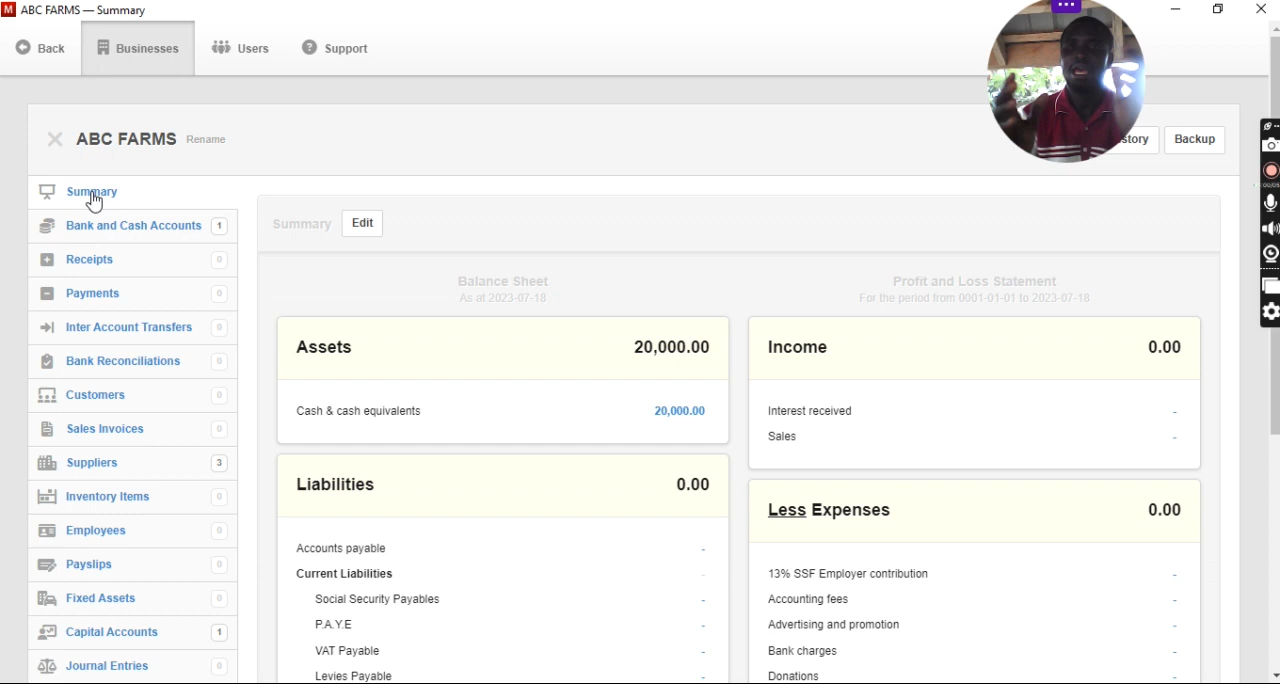 M ABC FARMS — Summary
Back
Businesses
Users
Support
ABC FARMS Rename
Backup
Summary
Bank and Cash Accounts 1
Receipts 0
Payments 0
Inter Account Transfers 0
Bank Reconciliations 0
Customers 0
Sales Invoices 0
Suppliers 3
Inventory Items 0
Employees 0
Payslips 0
Fixed Assets 0
Capital Accounts 1
Journal Entries 0
Summary Edit
Balance Sheet
As at 2023-07-18
Assets 20,000.00
Cash & cash equivalents 20,000.00
Liabilities 0.00
Accounts payable -
Current Liabilities -
Social Security Payables -
P.A.Y.E -
VAT Payable -
Levies Payable -
Profit and Loss Statement
For the period from 0001-01-01 to 2023-07-18
Income 0.00
Interest received -
Sales -
Less Expenses 0.00
13% SSF Employer contribution -
Accounting fees -
Advertising and promotion -
Bank charges -
Donations -